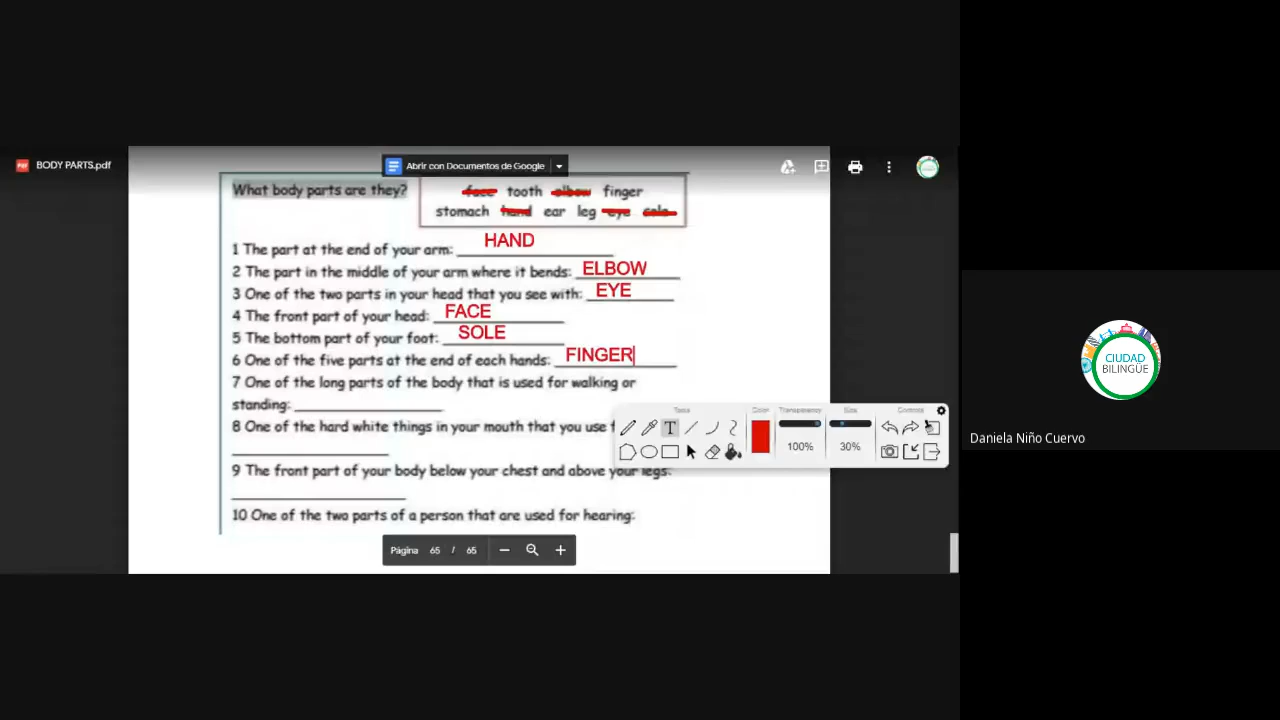 BODY PARTS.pdf
Abrir con Documentos de Google
What body parts are they?
face tooth elbow finger
stomach hand ear leg eye sole
1 The part at the end of your arm: HAND
2 The part in the middle of your arm where it bends: ELBOW
3 One of the two parts in your head that you see with: EYE
4 The front part of your head: FACE
5 The bottom part of your foot: SOLE
6 One of the five parts at the end of each hands: FINGER
7 One of the long parts of the body that is used for walking or
standing:
8 One of the hard white things in your mouth that you use
9 The front part of your body below your chest and above your legs:
10 One of the two parts of a person that are used for hearing:
Tools Color Transparency Size Controls
T
100% 30%
Página 65 / 65
CIUDAD
BILINGÜE
Daniela Niño Cuervo